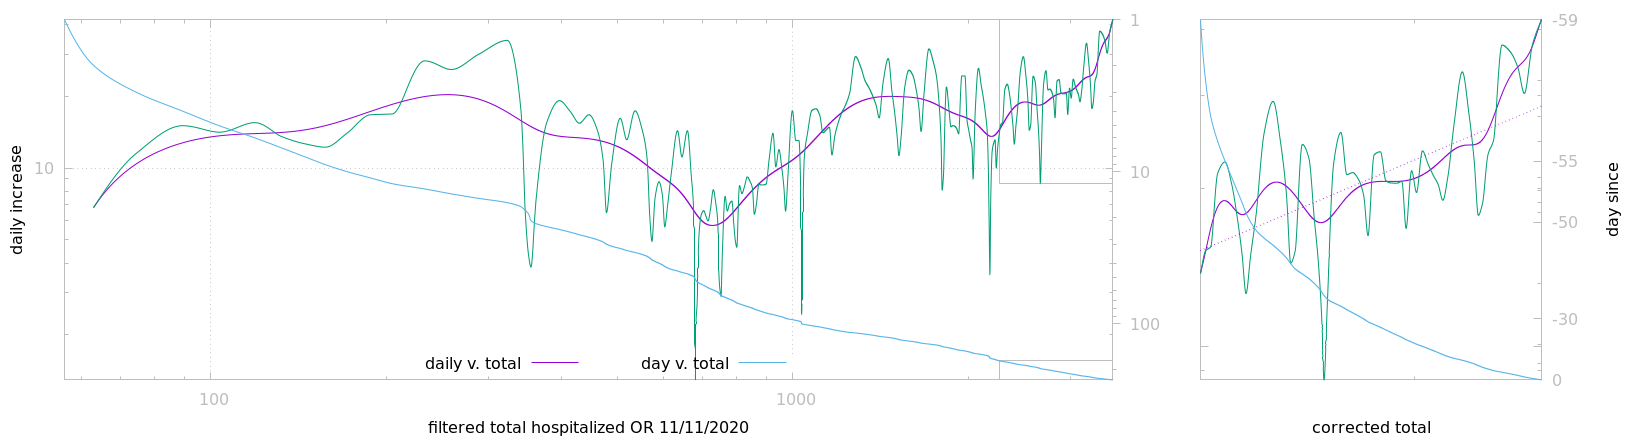 1
-59
10
10
-55
-50
daily increase
day since
-30
100
daily v. total
day v. total
0
100
1000
filtered total hospitalized OR 11/11/2020
corrected total